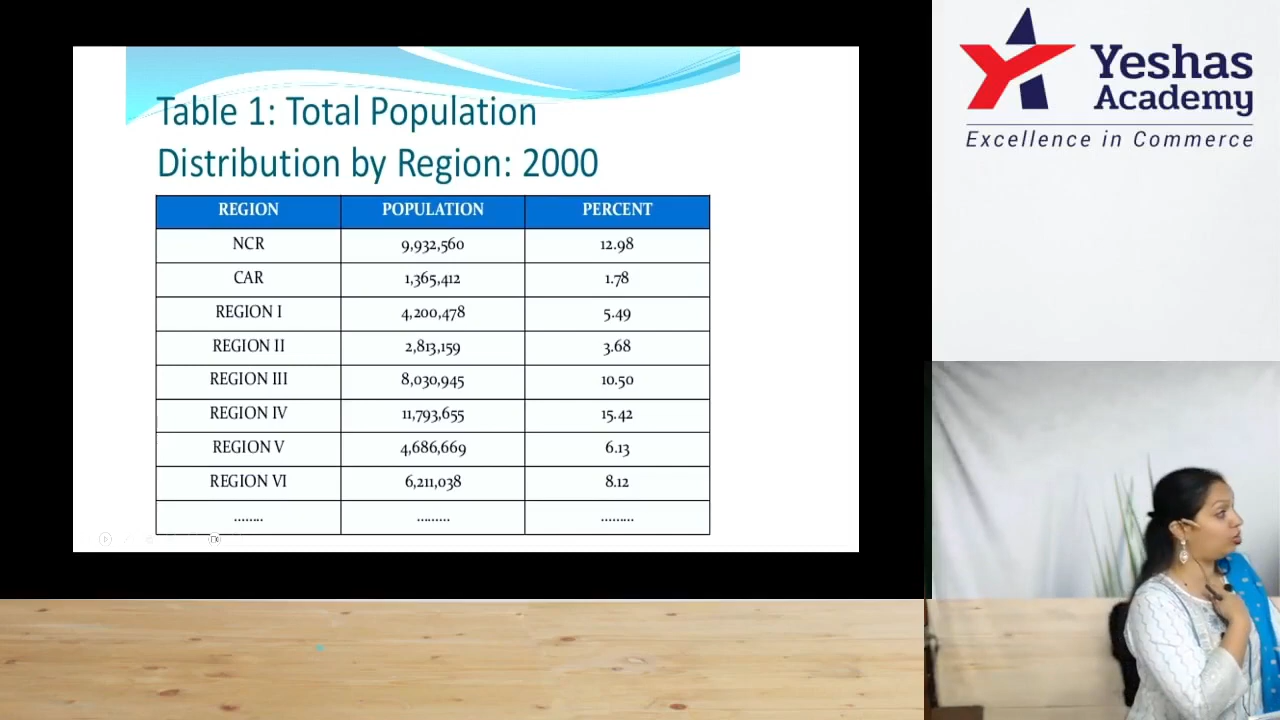 Table 1: Total Population
Distribution by Region: 2000
REGION POPULATION PERCENT
NCR 9,932,560 12.98
CAR 1,365,412 1.78
REGION I 4,200,478 5.49
REGION II 2,813,159 3.68
REGION III 8,030,945 10.50
REGION IV 11,793,655 15.42
REGION V 4,686,669 6.13
REGION VI 6,211,038 8.12
........ ......... .........
Yeshas
Academy
Excellence in Commerce